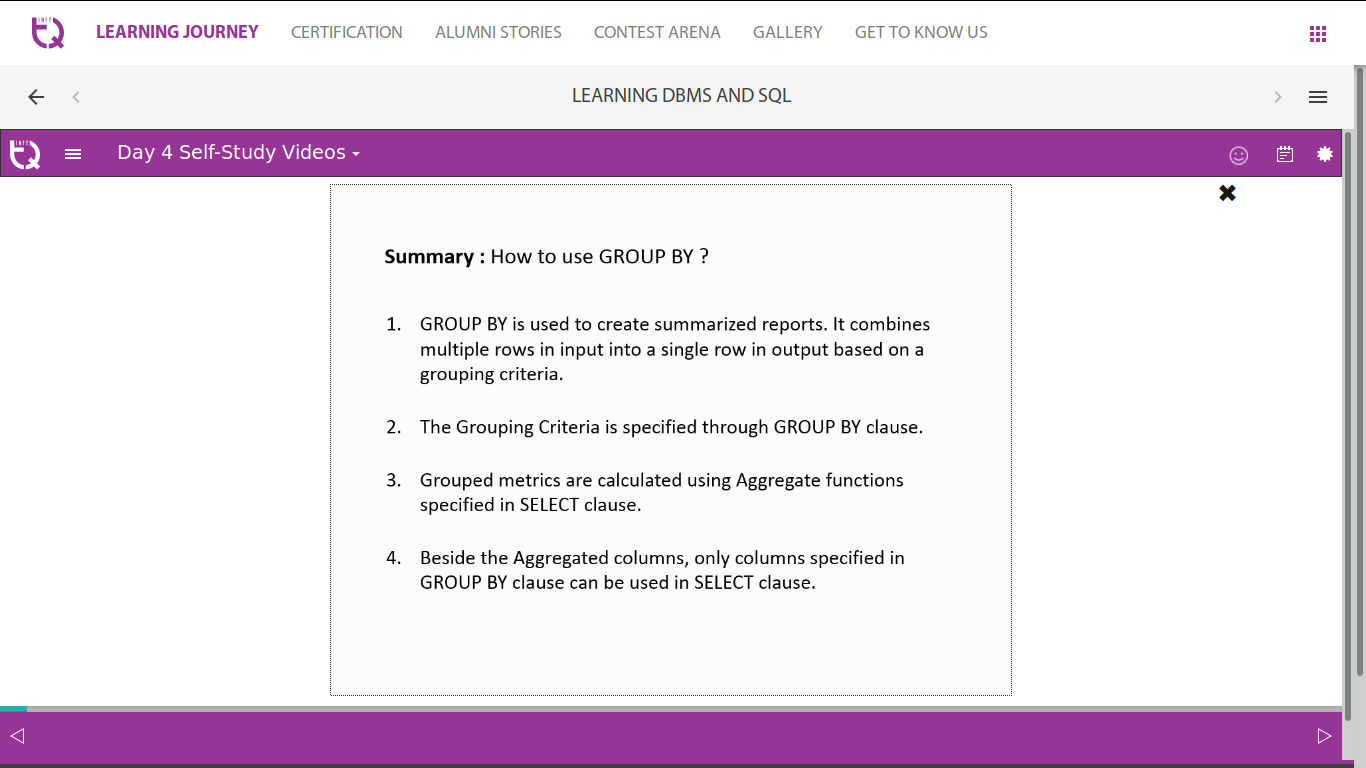 INFY
TQ
LEARNING JOURNEY CERTIFICATION ALUMNI STORIES CONTEST ARENA GALLERY GET TO KNOW US
LEARNING DBMS AND SQL
INFY
TQ
Day 4 Self-Study Videos
Summary : How to use GROUP BY ?
1. GROUP BY is used to create summarized reports. It combines
multiple rows in input into a single row in output based on a
grouping criteria.
2. The Grouping Criteria is specified through GROUP BY clause.
3. Grouped metrics are calculated using Aggregate functions
specified in SELECT clause.
4. Beside the Aggregated columns, only columns specified in
GROUP BY clause can be used in SELECT clause.